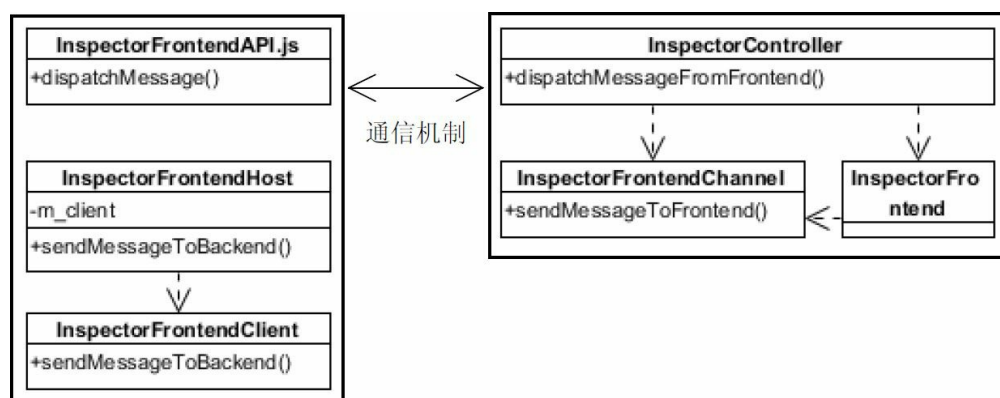 InspectorFrontendAPI.js
+dispatchMessage()
InspectorFrontendHost
-m_client
+sendMessageToBackend()
InspectorFrontendClient
+sendMessageToBackend()
通信机制
InspectorController
+dispatchMessageFromFrontend()
InspectorFrontendChannel
+sendMessageToFrontend()
InspectorFro
ntend